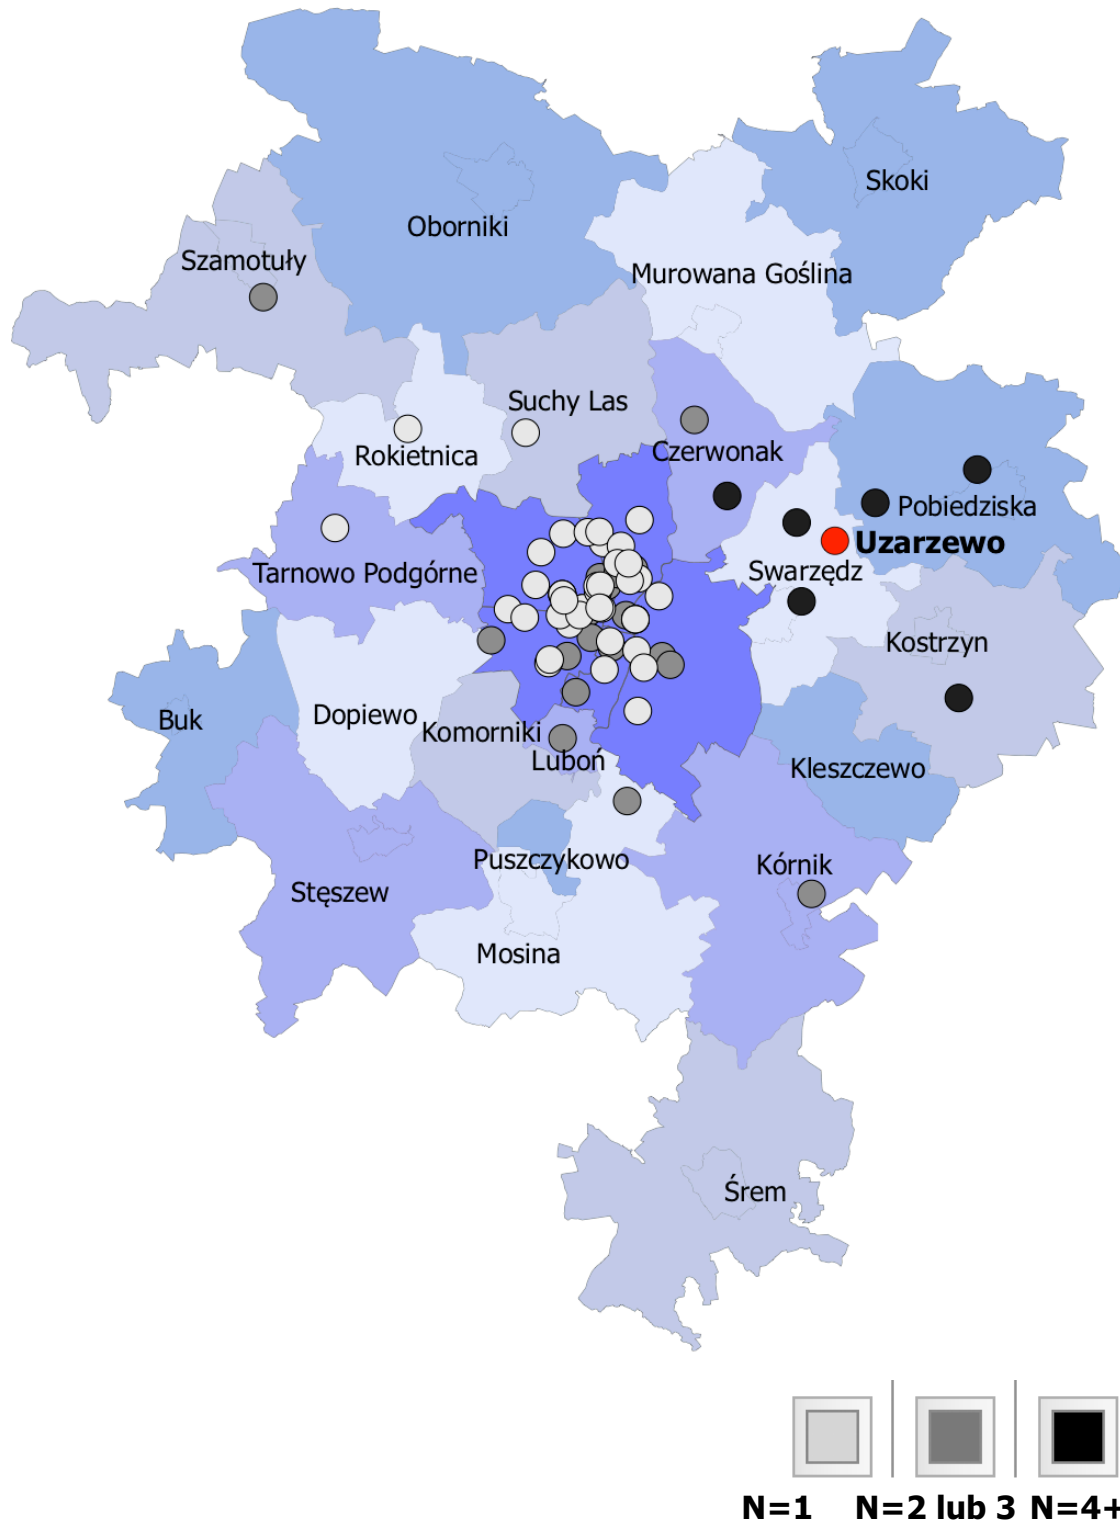 Skoki
Oborniki
Szamotuły
Murowana Goślina
Suchy Las
Rokietnica
Czerwonak
Pobiedziska
Uzarzewo
Tarnowo Podgórne
Swarzędz
Kostrzyn
Buk
Dopiewo
Komorniki
Luboń
Kleszczewo
Puszczykowo
Kórnik
Stęszew
Mosina
Śrem
N=1 N=2 lub 3 N=4+